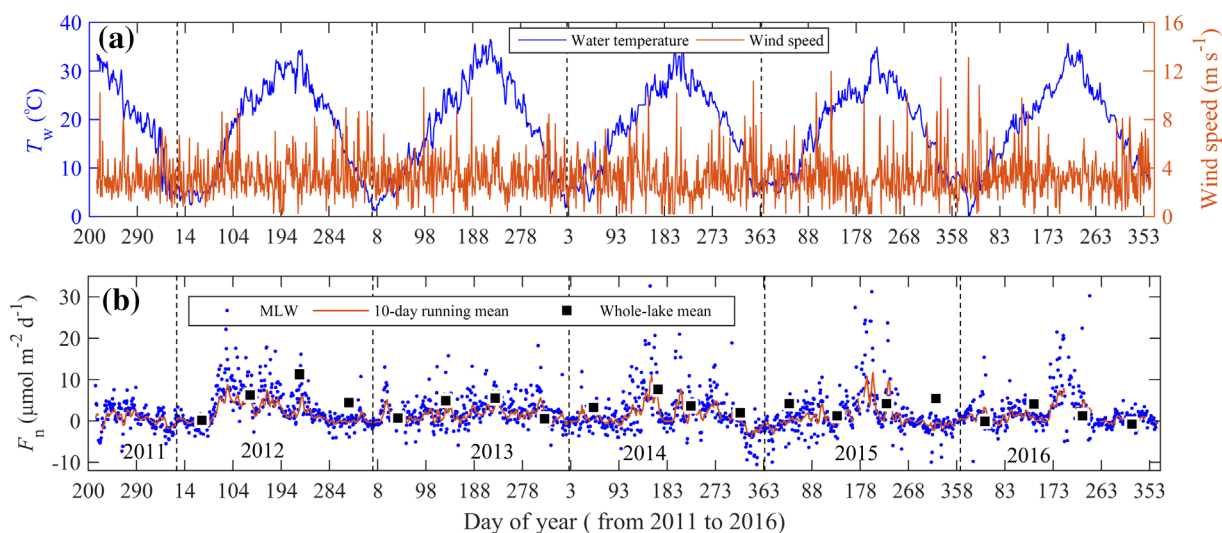 (a)
Water temperature
Wind speed
40
30
20
10
0
T_w (°C)
16
12
8
4
0
Wind speed (m s⁻¹)
200 290 14 104 194 284 8 98 188 278 3 93 183 273 363 88 178 268 358 83 173 263 353
(b)
MLW
10-day running mean
Whole-lake mean
30
20
10
0
-10
F_n (μmol m⁻² d⁻¹)
2011 2012 2013 2014 2015 2016
200 290 14 104 194 284 8 98 188 278 3 93 183 273 363 88 178 268 358 83 173 263 353
Day of year ( from 2011 to 2016)